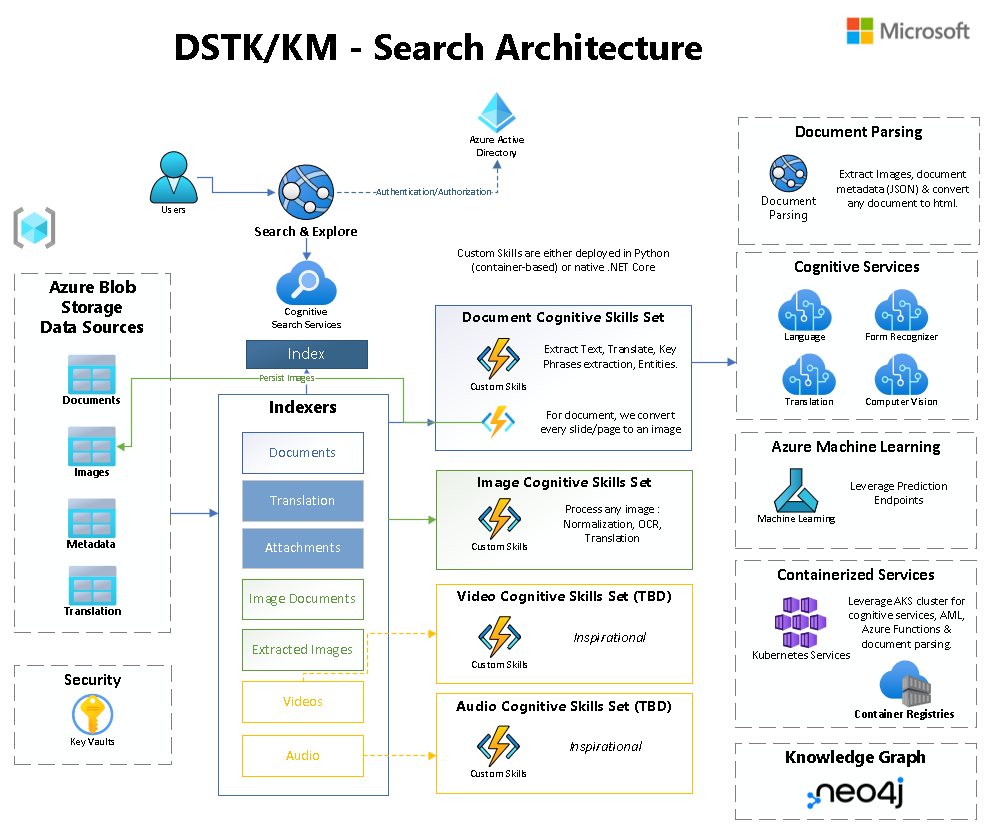 DSTK/KM - Search Architecture
Microsoft
Azure Active
Directory
Users
Authentication/Authorization
Search & Explore
Cognitive
Search Services
Custom Skills are either deployed in Python
(container-based) or native .NET Core
Azure Blob
Storage
Data Sources
Documents
Images
Metadata
Translation
Security
Key Vaults
Index
Persist Images
Indexers
Documents
Translation
Attachments
Image Documents
Extracted Images
Videos
Audio
Document Cognitive Skills Set
Custom Skills
Extract Text, Translate, Key
Phrases extraction, Entities.
For document, we convert
every slide/page to an image
Image Cognitive Skills Set
Custom Skills
Process any image :
Normalization, OCR,
Translation
Video Cognitive Skills Set (TBD)
Custom Skills
Inspirational
Audio Cognitive Skills Set (TBD)
Custom Skills
Inspirational
Document Parsing
Document
Parsing
Extract Images, document
metadata (JSON) & convert
any document to html.
Cognitive Services
Language
Form Recognizer
Translation
Computer Vision
Azure Machine Learning
Machine Learning
Leverage Prediction
Endpoints
Containerized Services
Kubernetes Services
Leverage AKS cluster for
cognitive services, AML,
Azure Functions &
document parsing.
Container Registries
Knowledge Graph
neo4j